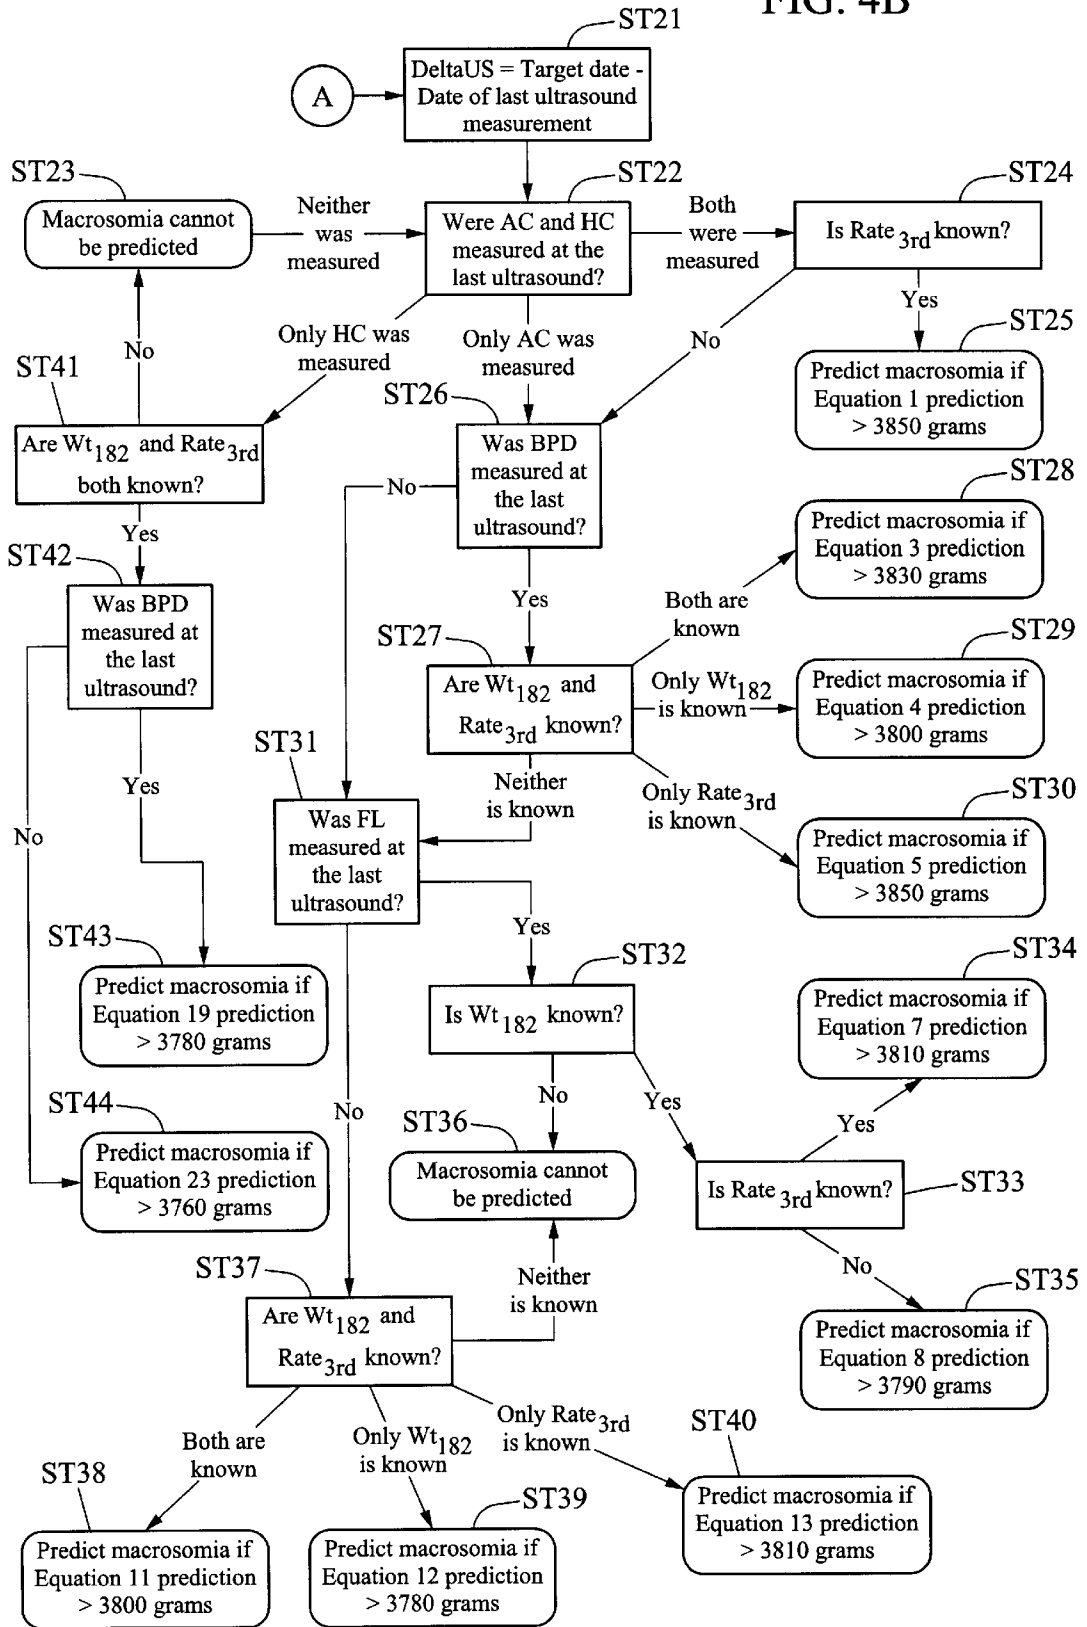 FIG. 4B
ST21
A
DeltaUS = Target date -
Date of last ultrasound
measurement
ST23
Macrosomia cannot
be predicted
Neither
was
measured
ST22
Were AC and HC
measured at the
last ultrasound?
Both
were
measured
ST24
Is Rate 3rd known?
Yes
ST25
Predict macrosomia if
Equation 1 prediction
> 3850 grams
No
Only HC was
measured
Only AC was
measured
No
ST41
Are Wt182 and Rate3rd
both known?
ST26
Was BPD
measured at
the last
ultrasound?
No
Yes
ST28
Predict macrosomia if
Equation 3 prediction
> 3830 grams
Yes
ST42
Was BPD
measured at
the last
ultrasound?
Both are
known
ST27
Are Wt182 and
Rate3rd known?
Only Wt182
is known
ST29
Predict macrosomia if
Equation 4 prediction
> 3800 grams
Neither
is known
Only Rate3rd
is known
ST30
Predict macrosomia if
Equation 5 prediction
> 3850 grams
ST31
Was FL
measured at
the last
ultrasound?
Yes
No
Yes
ST43
Predict macrosomia if
Equation 19 prediction
> 3780 grams
ST32
Is Wt182 known?
ST34
Predict macrosomia if
Equation 7 prediction
> 3810 grams
No
No
Yes
Yes
ST44
Predict macrosomia if
Equation 23 prediction
> 3760 grams
ST36
Macrosomia cannot
be predicted
Is Rate 3rd known?
ST33
No
ST35
Predict macrosomia if
Equation 8 prediction
> 3790 grams
ST37
Are Wt182 and
Rate3rd known?
Neither
is known
Both are
known
Only Wt182
is known
Only Rate3rd
is known
ST38
Predict macrosomia if
Equation 11 prediction
> 3800 grams
ST39
Predict macrosomia if
Equation 12 prediction
> 3780 grams
ST40
Predict macrosomia if
Equation 13 prediction
> 3810 grams